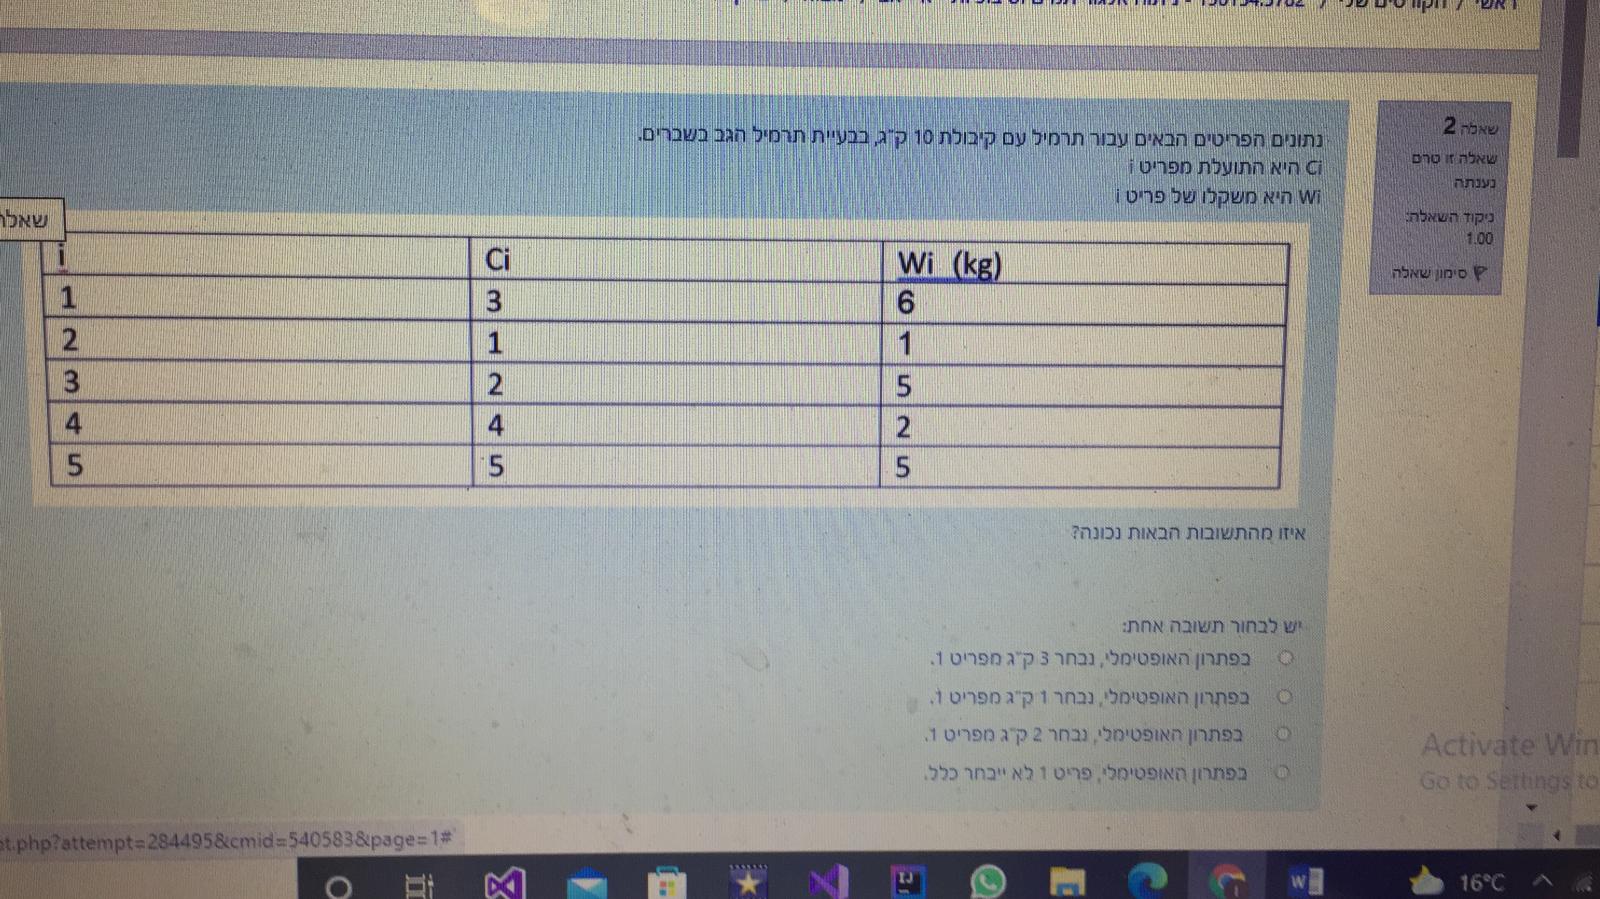 שאלה 2
שאלה זו טרם
נענתה
ניקוד השאלה:
1.00
סימון שאלה
נתונים הפריטים הבאים עבור תרמיל עם קיבולת 10 ק"ג, בבעיית תרמיל הגב בשברים.
Ci היא התועלת מפריט i
Wi היא משקלו של פריט i
i Ci Wi (kg)
1 3 6
2 1 1
3 2 5
4 4 2
5 5 5
איזו מהתשובות הבאות נכונה?
יש לבחור תשובה אחת:
בפתרון האופטימלי, נבחר 3 ק"ג מפריט 1.
בפתרון האופטימלי, נבחר 1 ק"ג מפריט 1.
בפתרון האופטימלי, נבחר 2 ק"ג מפריט 1.
בפתרון האופטימלי, פריט 1 לא ייבחר כלל.
Activate Win
Go to Settings to
t.php?attempt=284495&cmid=540583&page=1#
IJ
W
16°C